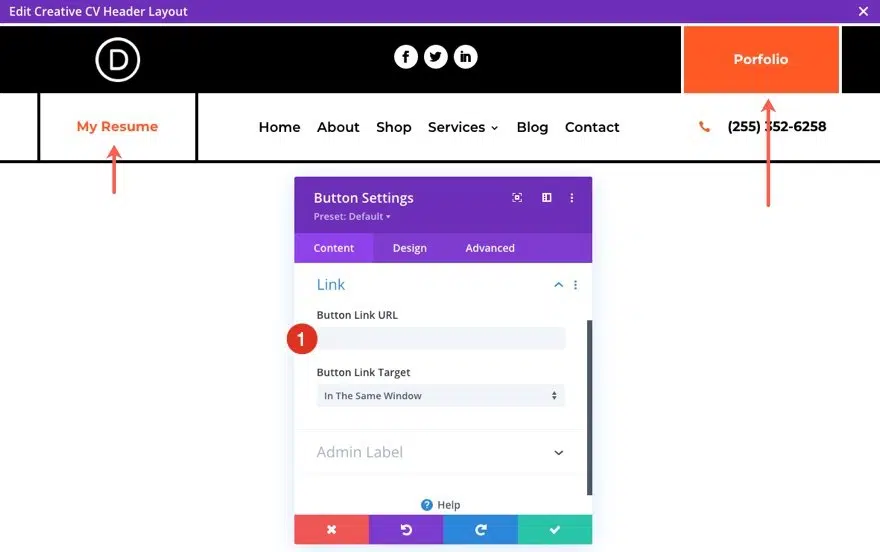 Edit Creative CV Header Layout
D
Porfolio
My Resume
Home About Shop Services Blog Contact
(255) 352-6258
Button Settings
Preset: Default
Content Design Advanced
Link
Button Link URL
1
Button Link Target
In The Same Window
Admin Label
Help